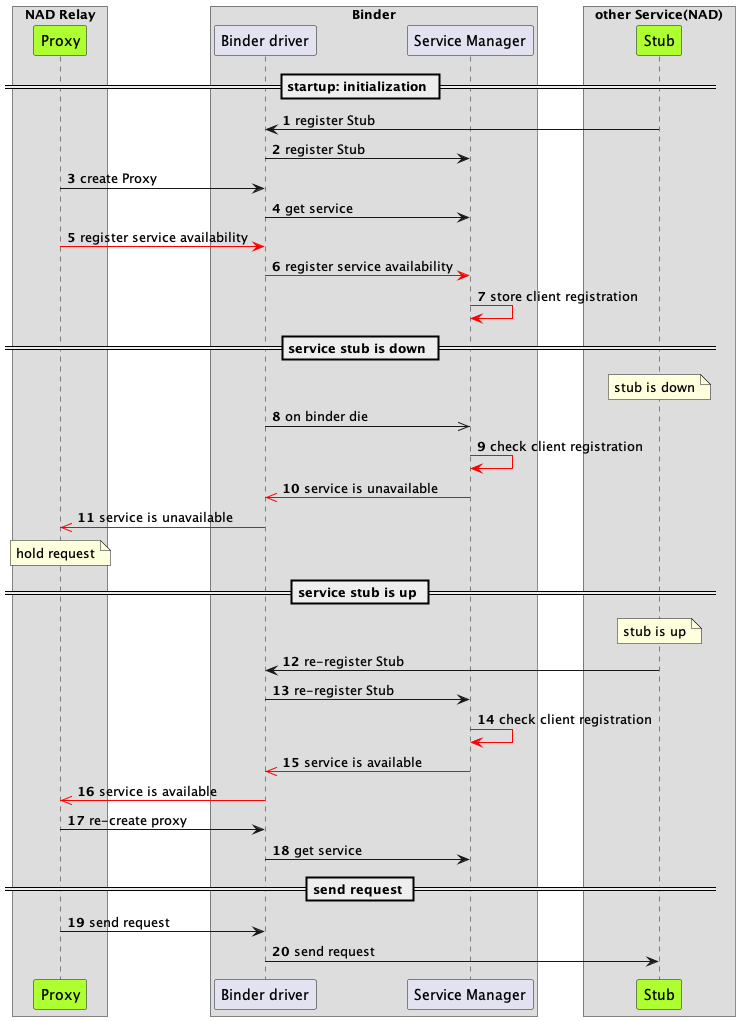 NAD Relay
Binder
other Service(NAD)
Proxy
Binder driver
Service Manager
Stub
startup: initialization
1 register Stub
2 register Stub
3 create Proxy
4 get service
5 register service availability
6 register service availability
7 store client registration
service stub is down
stub is down
8 on binder die
9 check client registration
10 service is unavailable
11 service is unavailable
hold request
service stub is up
stub is up
12 re-register Stub
13 re-register Stub
14 check client registration
15 service is available
16 service is available
17 re-create proxy
18 get service
send request
19 send request
20 send request
Proxy
Binder driver
Service Manager
Stub